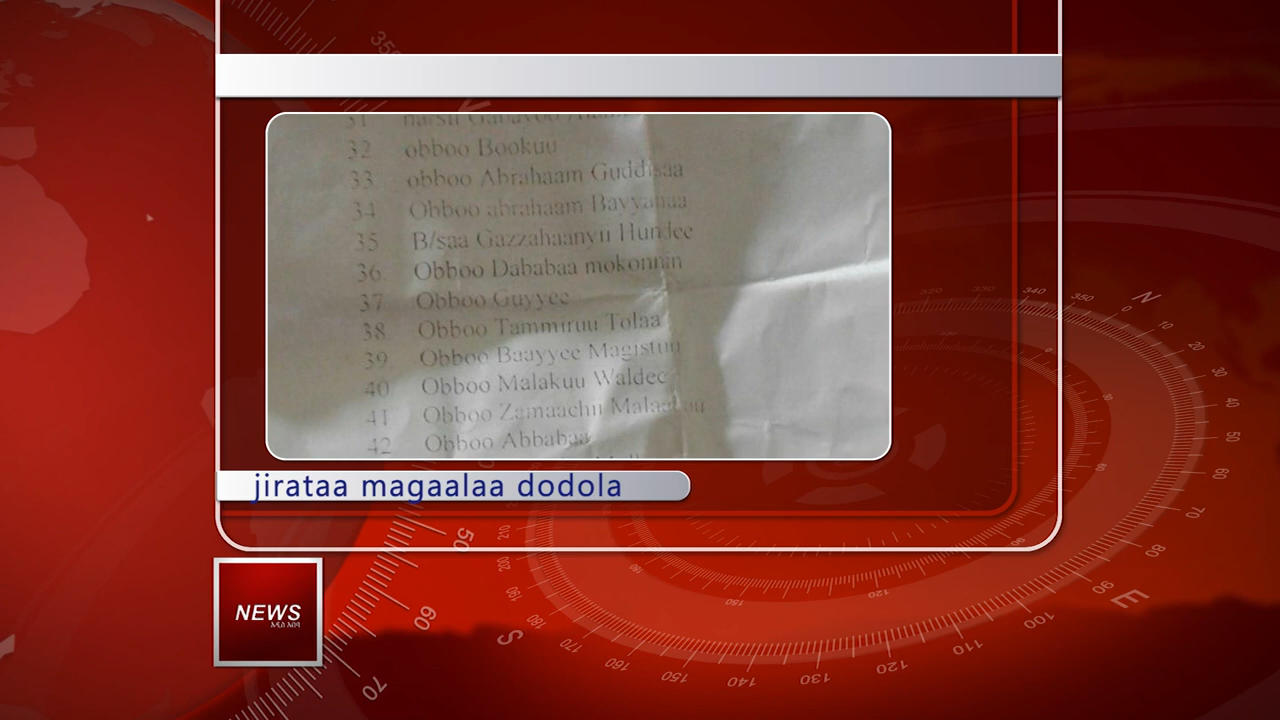 32 obboo Bookuu
33 obboo Abrahaam Guddisaa
34 Obboo abrahaam Bayyanaa
35 B/saa Gazzahaanyii Hundee
36 Obboo Dababaa mokonnin
37 Obboo Guyyee
38 Obboo Tammiruu Tolaa
39 Obboo Baayyee Magistuu
40 Obboo Malakuu Waldee
41 Obboo Zamaachii
42 Obboo Abbabaa
jirataa magaalaa dodola
NEWS